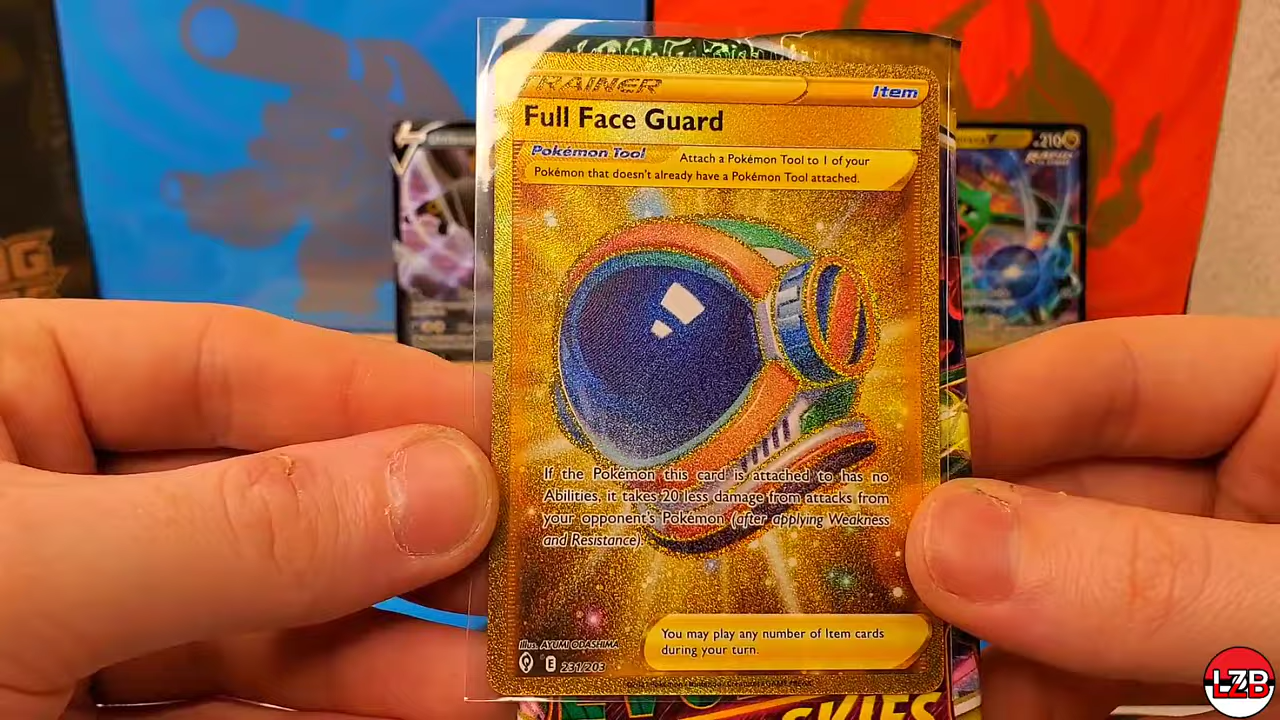 TRAINER
Item
Full Face Guard
Pokémon Tool
Attach a Pokémon Tool to 1 of your
Pokémon that doesn't already have a Pokémon Tool attached.
210
If the Pokémon this card is attached to has no
Abilities, it takes 20 less damage from attacks from
your opponent's Pokémon (after applying Weakness
and Resistance).
You may play any number of Item cards
during your turn.
Illus. AYUMI ODASHIMA
E 231/203
SKIES
LZB